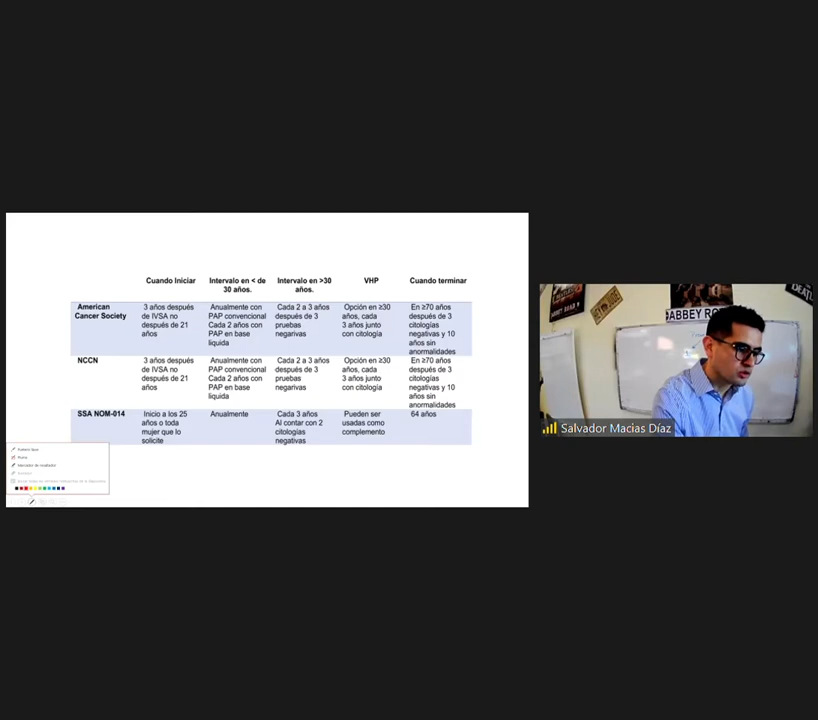 Cuando Iniciar
Intervalo en < de
30 años.
Intervalo en >30
años.
VHP
Cuando terminar
American
Cancer Society
3 años después
de IVSA no
después de 21
años
Anualmente con
PAP convencional
Cada 2 años con
PAP en base
liquida
Cada 2 a 3 años
después de 3
pruebas
negarivas
Opción en ≥30
años, cada
3 años junto
con citología
En ≥70 años
después de 3
citologías
negativas y 10
años sin
anormalidades
NCCN
3 años después
de IVSA no
después de 21
años
Anualmente con
PAP convencional
Cada 2 años con
PAP en base
liquida
Cada 2 a 3 años
después de 3
pruebas
negarivas
Opción en ≥30
años, cada
3 años junto
con citología
En ≥70 años
después de 3
citologías
negativas y 10
años sin
anormalidades
SSA NOM-014
Inicio a los 25
años o toda
mujer que lo
solicite
Anualmente
Cada 3 años
Al contar con 2
citologías
negativas
Pueden ser
usadas como
complemento
64 años
HEY JUDE
ABBEY RO
Salvador Macias Díaz